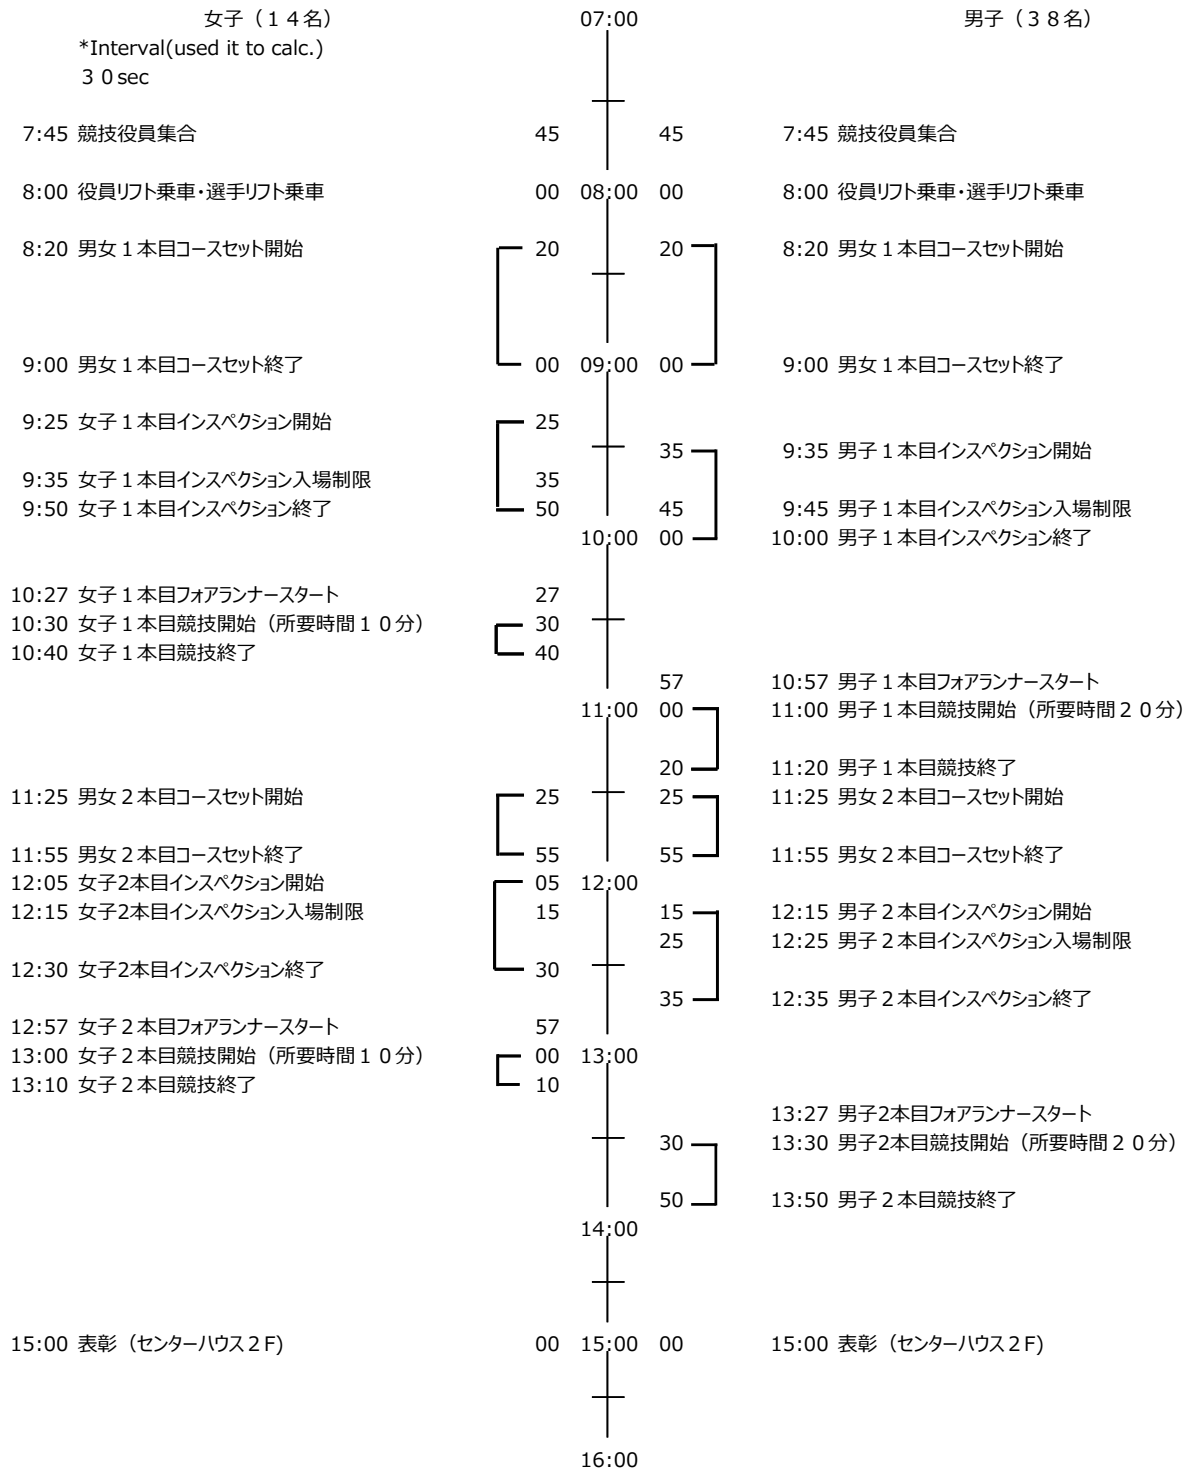 女子（１４名） 07:00 男子（３８名）
*Interval(used it to calc.)
３０sec
7:45 競技役員集合 45 45 7:45 競技役員集合
8:00 役員リフト乗車・選手リフト乗車 00 08:00 00 8:00 役員リフト乗車・選手リフト乗車
8:20 男女１本目コースセット開始 20 20 8:20 男女１本目コースセット開始
9:00 男女１本目コースセット終了 00 09:00 00 9:00 男女１本目コースセット終了
9:25 女子１本目インスペクション開始 25
35 9:35 男子１本目インスペクション開始
9:35 女子１本目インスペクション入場制限 35
9:50 女子１本目インスペクション終了 50 45 9:45 男子１本目インスペクション入場制限
10:00 00 10:00 男子１本目インスペクション終了
10:27 女子１本目フォアランナースタート 27
10:30 女子１本目競技開始（所要時間１０分） 30
10:40 女子１本目競技終了 40
57 10:57 男子１本目フォアランナースタート
11:00 00 11:00 男子１本目競技開始（所要時間２０分）
20 11:20 男子１本目競技終了
11:25 男女２本目コースセット開始 25 25 11:25 男女２本目コースセット開始
11:55 男女２本目コースセット終了 55 55 11:55 男女２本目コースセット終了
12:05 女子2本目インスペクション開始 05 12:00
12:15 女子2本目インスペクション入場制限 15 15 12:15 男子２本目インスペクション開始
25 12:25 男子２本目インスペクション入場制限
12:30 女子2本目インスペクション終了 30
35 12:35 男子２本目インスペクション終了
12:57 女子２本目フォアランナースタート 57
13:00 女子２本目競技開始（所要時間１０分） 00 13:00
13:10 女子２本目競技終了 10
13:27 男子2本目フォアランナースタート
30 13:30 男子2本目競技開始（所要時間２０分）
50 13:50 男子２本目競技終了
14:00
15:00 表彰（センターハウス２F) 00 15:00 00 15:00 表彰（センターハウス２F)
16:00